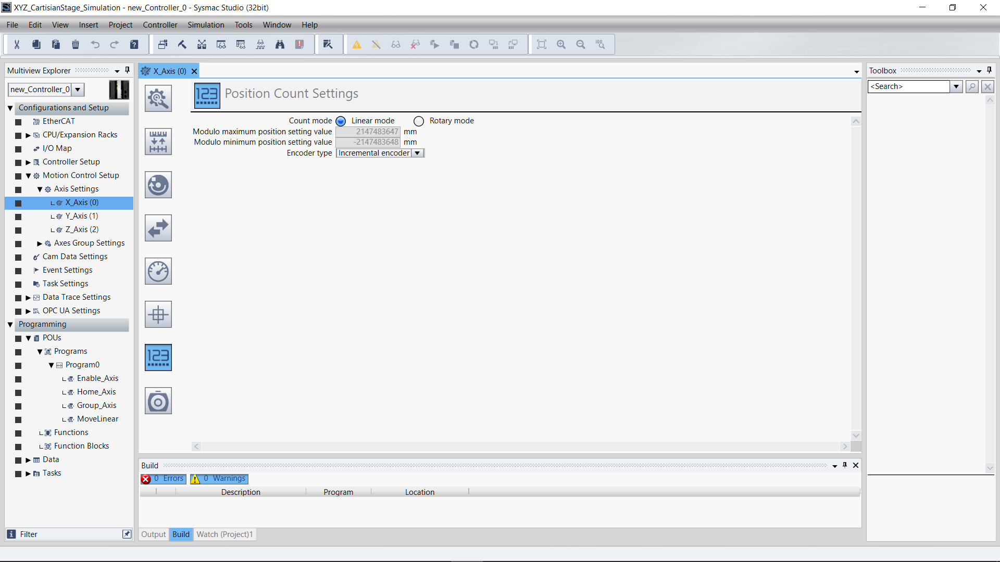 XYZ_CartisianStage_Simulation - new_Controller_0 - Sysmac Studio (32bit)
File Edit View Insert Project Controller Simulation Tools Window Help
Multiview Explorer
new_Controller_0
Configurations and Setup
EtherCAT
CPU/Expansion Racks
I/O Map
Controller Setup
Motion Control Setup
Axis Settings
X_Axis (0)
Y_Axis (1)
Z_Axis (2)
Axes Group Settings
Cam Data Settings
Event Settings
Task Settings
Data Trace Settings
OPC UA Settings
Programming
POUs
Programs
Program0
Enable_Axis
Home_Axis
Group_Axis
MoveLinear
Functions
Function Blocks
Data
Tasks
Filter
X_Axis (0)
123 Position Count Settings
Count mode Linear mode Rotary mode
Modulo maximum position setting value 2147483647 mm
Modulo minimum position setting value -2147483648 mm
Encoder type Incremental encoder
123
Build
0 Errors 0 Warnings
Description Program Location
Output Build Watch (Project)1
Toolbox
<Search>